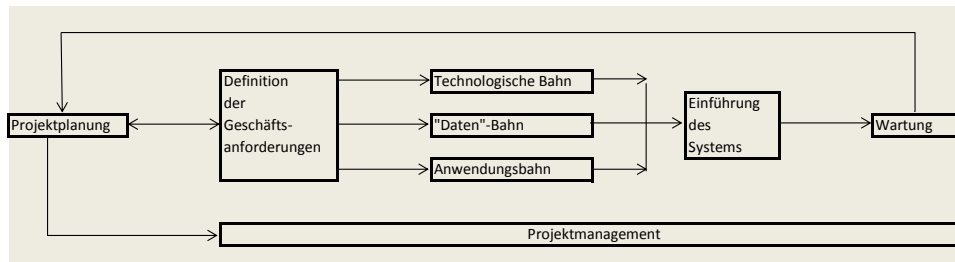 Projektplanung
Definition
der
Geschäfts-
anforderungen
Technologische Bahn
"Daten"-Bahn
Anwendungsbahn
Einführung
des
Systems
Wartung
Projektmanagement